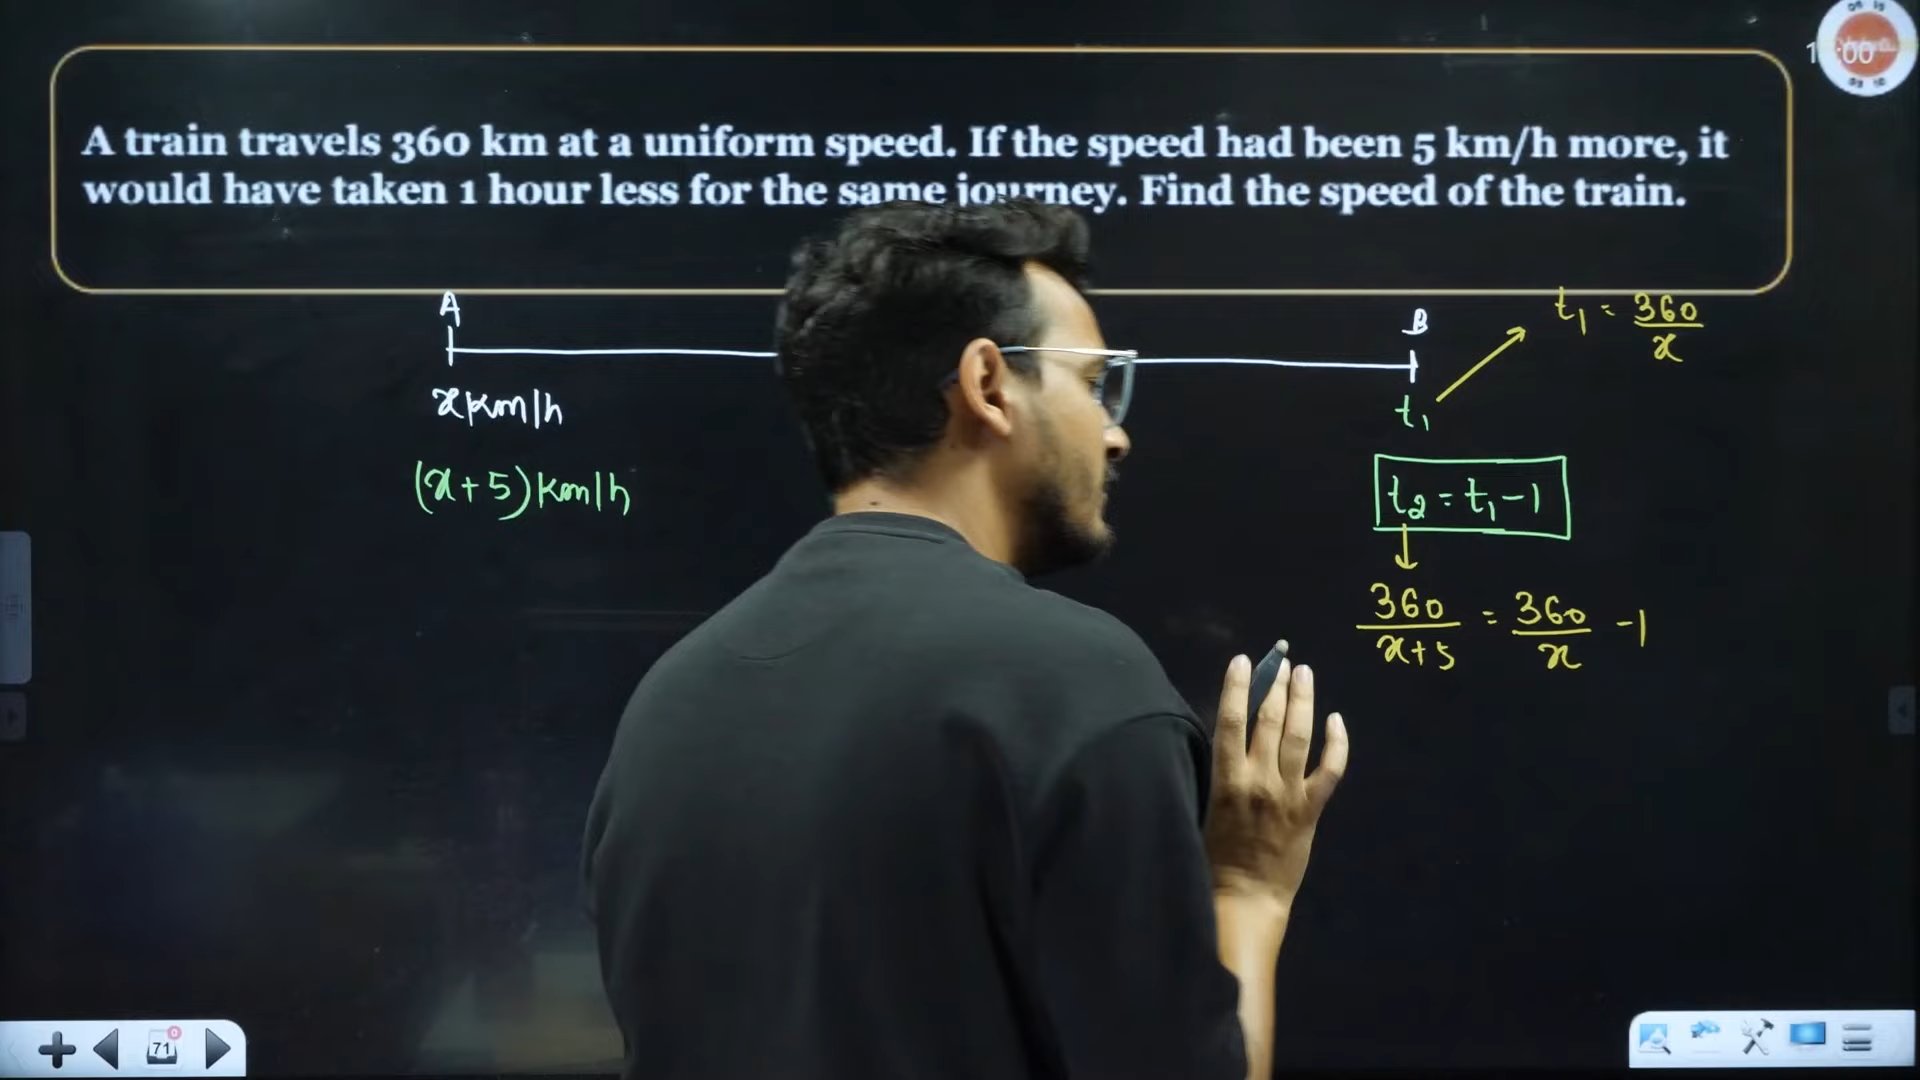 A train travels 360 km at a uniform speed. If the speed had been 5 km/h more, it
would have taken 1 hour less for the same journey. Find the speed of the train.
A
B
t₁ = 360/x
x km/h
t₁
(x+5) km/h
t₂ = t₁ - 1
360/x+5 = 360/x - 1
71
0